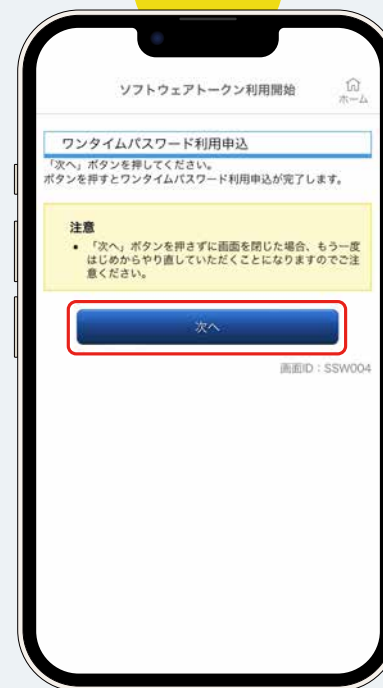 ソフトウェアトークン利用開始
ホーム
ワンタイムパスワード利用申込
「次へ」ボタンを押してください。
ボタンを押すとワンタイムパスワード利用申込が完了します。
注意
• 「次へ」ボタンを押さずに画面を閉じた場合、もう一度
はじめからやり直していただくことになりますのでご注
意ください。
次へ
画面ID：SSW004